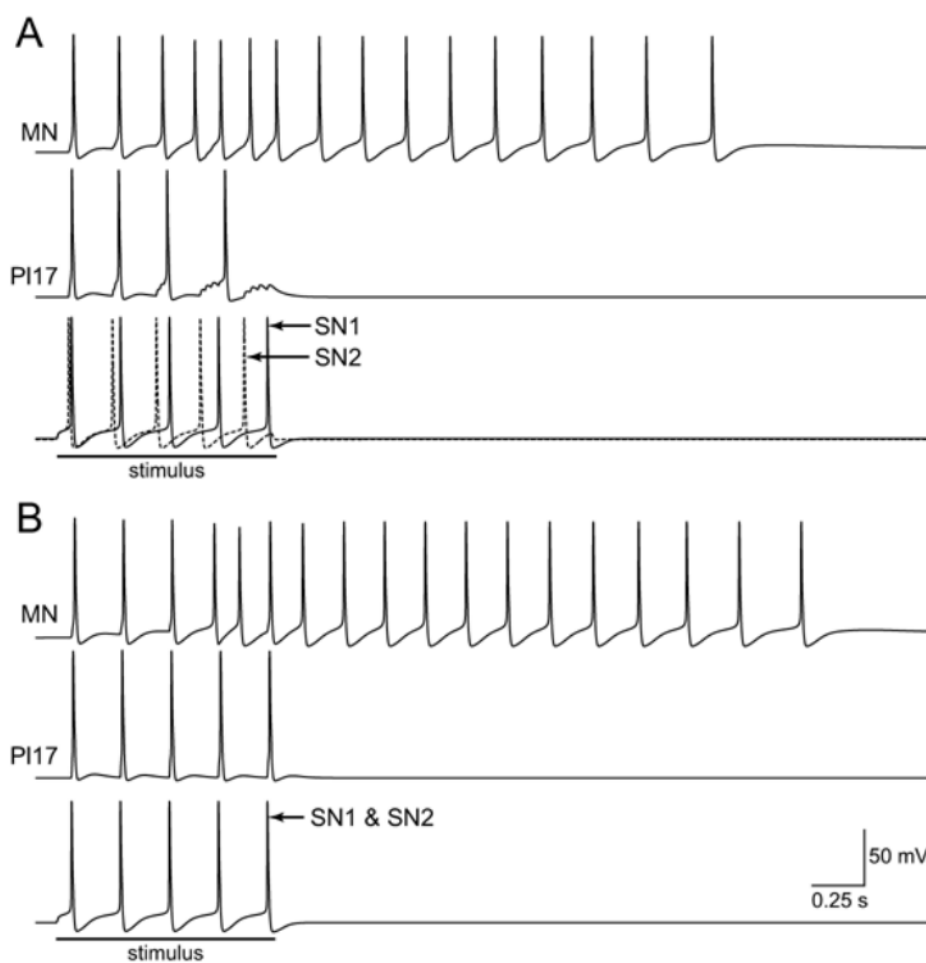 A
MN
PI17
SN1
SN2
stimulus
B
MN
PI17
SN1 & SN2
50 mV
0.25 s
stimulus